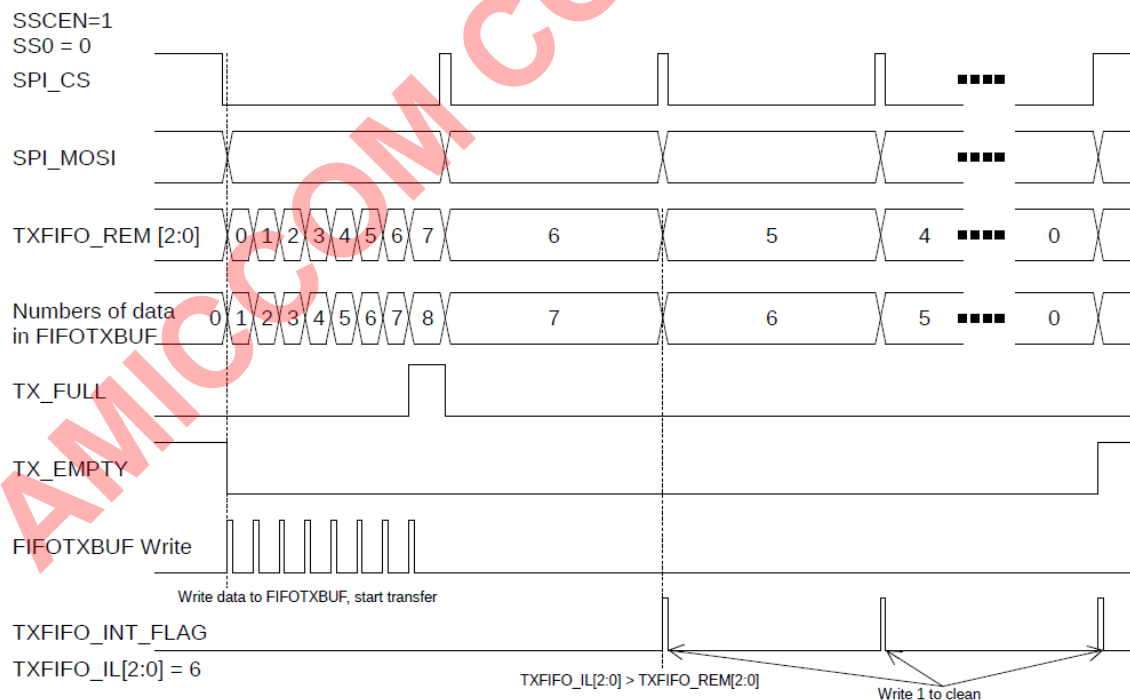 SSCEN=1
SS0 = 0
SPI_CS
SPI_MOSI
TXFIFO_REM [2:0] 0 1 2 3 4 5 6 7 6 5 4 0
Numbers of data
in FIFOTXBUF 0 1 2 3 4 5 6 7 8 7 6 5 0
TX_FULL
TX_EMPTY
FIFOTXBUF Write
Write data to FIFOTXBUF, start transfer
TXFIFO_INT_FLAG
TXFIFO_IL[2:0] = 6
TXFIFO_IL[2:0] > TXFIFO_REM[2:0]
Write 1 to clean
AMICCOM CO